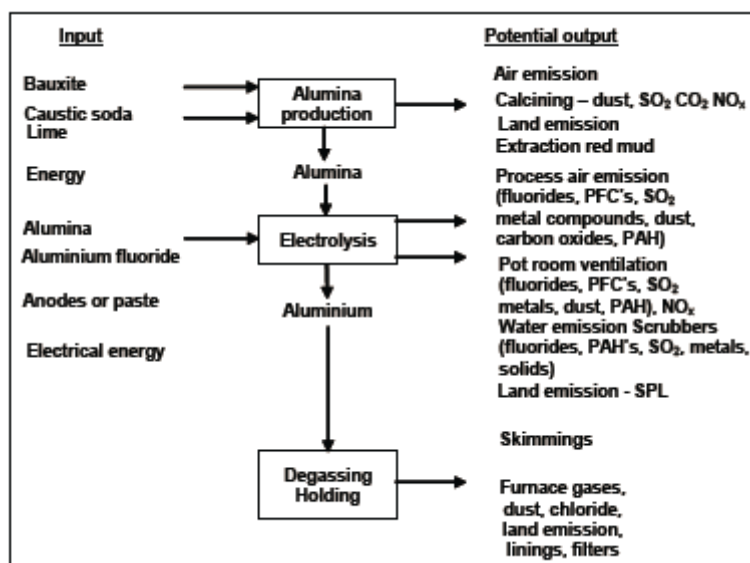 Input
Bauxite
Caustic soda
Lime
Energy
Alumina
Aluminium fluoride
Anodes or paste
Electrical energy
Alumina
production
Alumina
Electrolysis
Aluminium
Degassing
Holding
Potential output
Air emission
Calcining – dust, SO₂ CO₂ NOₓ
Land emission
Extraction red mud
Process air emission
(fluorides, PFC's, SO₂
metal compounds, dust,
carbon oxides, PAH)
Pot room ventilation
(fluorides, PFC's, SO₂
metals, dust, PAH), NOₓ
Water emission Scrubbers
(fluorides, PAH's, SO₂, metals,
solids)
Land emission - SPL
Skimmings
Furnace gases,
dust, chloride,
land emission,
linings, filters